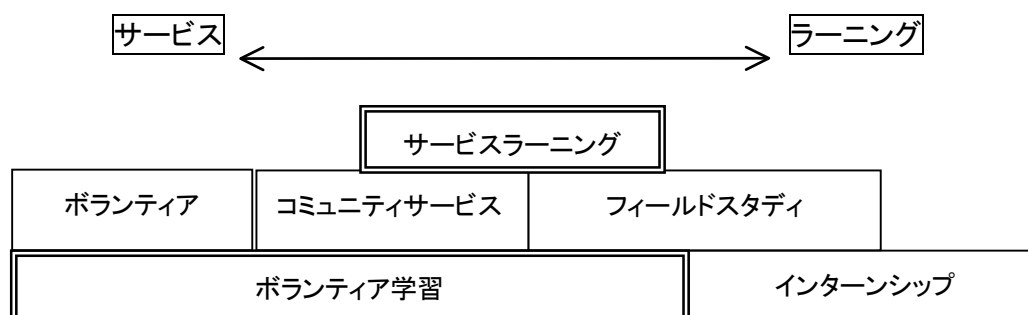 サービス ラーニング
サービスラーニング
ボランティア コミュニティサービス フィールドスタディ
ボランティア学習 インターンシップ